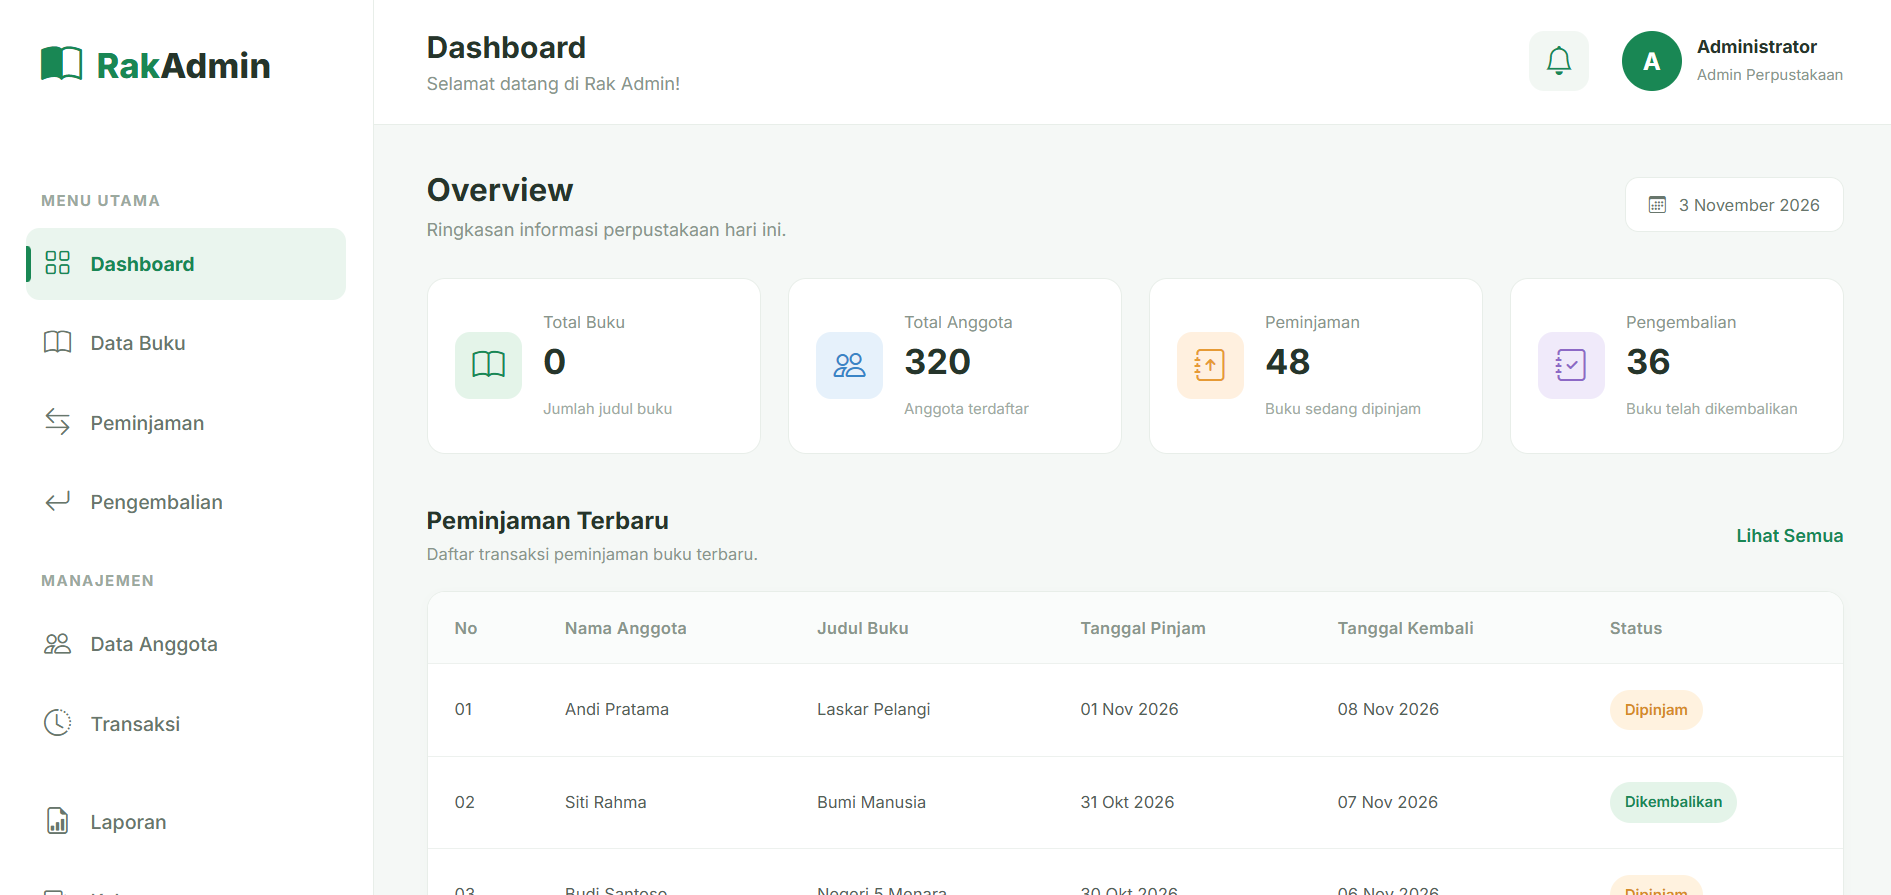 RakAdmin
Dashboard
Selamat datang di Rak Admin!
A
Administrator
Admin Perpustakaan
MENU UTAMA
Dashboard
Data Buku
Peminjaman
Pengembalian
MANAJEMEN
Data Anggota
Transaksi
Laporan
Overview
Ringkasan informasi perpustakaan hari ini.
3 November 2026
Total Buku
0
Jumlah judul buku
Total Anggota
320
Anggota terdaftar
Peminjaman
48
Buku sedang dipinjam
Pengembalian
36
Buku telah dikembalikan
Peminjaman Terbaru
Daftar transaksi peminjaman buku terbaru.
Lihat Semua
No Nama Anggota Judul Buku Tanggal Pinjam Tanggal Kembali Status
01 Andi Pratama Laskar Pelangi 01 Nov 2026 08 Nov 2026 Dipinjam
02 Siti Rahma Bumi Manusia 31 Okt 2026 07 Nov 2026 Dikembalikan
03 Budi Santoso Negeri 5 Menara 30 Okt 2026 06 Nov 2026 Dipinjam